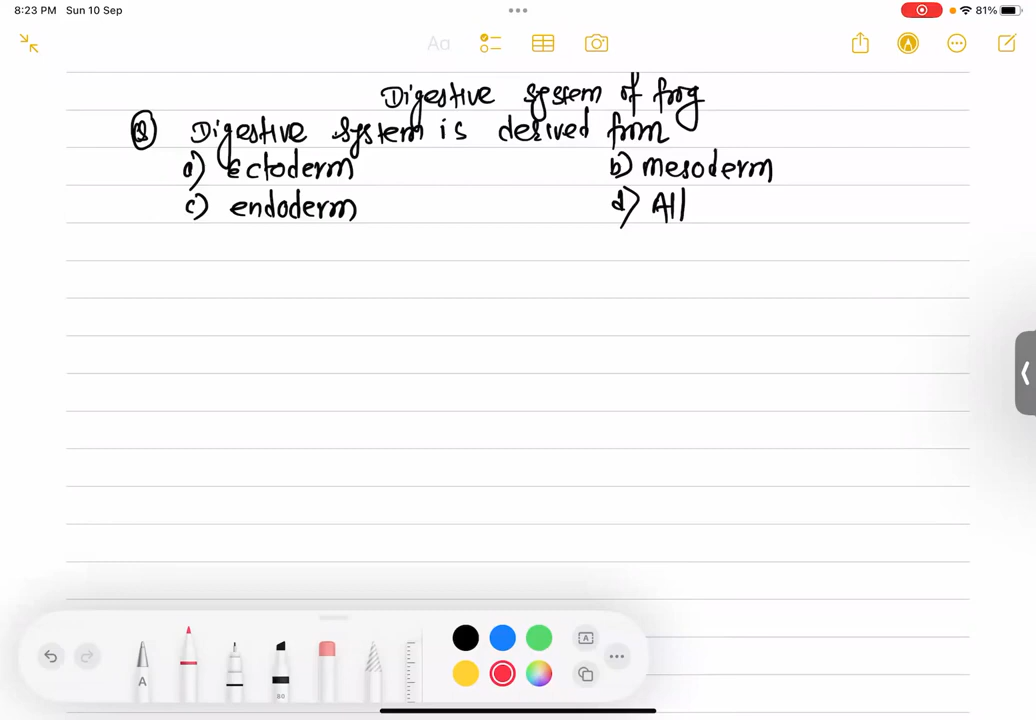 8:23 PM Sun 10 Sep 81%
Aa
Digestive system of frog
Q Digestive system is derived from
a) Ectoderm b) mesoderm
c) endoderm d) All
A
80
A